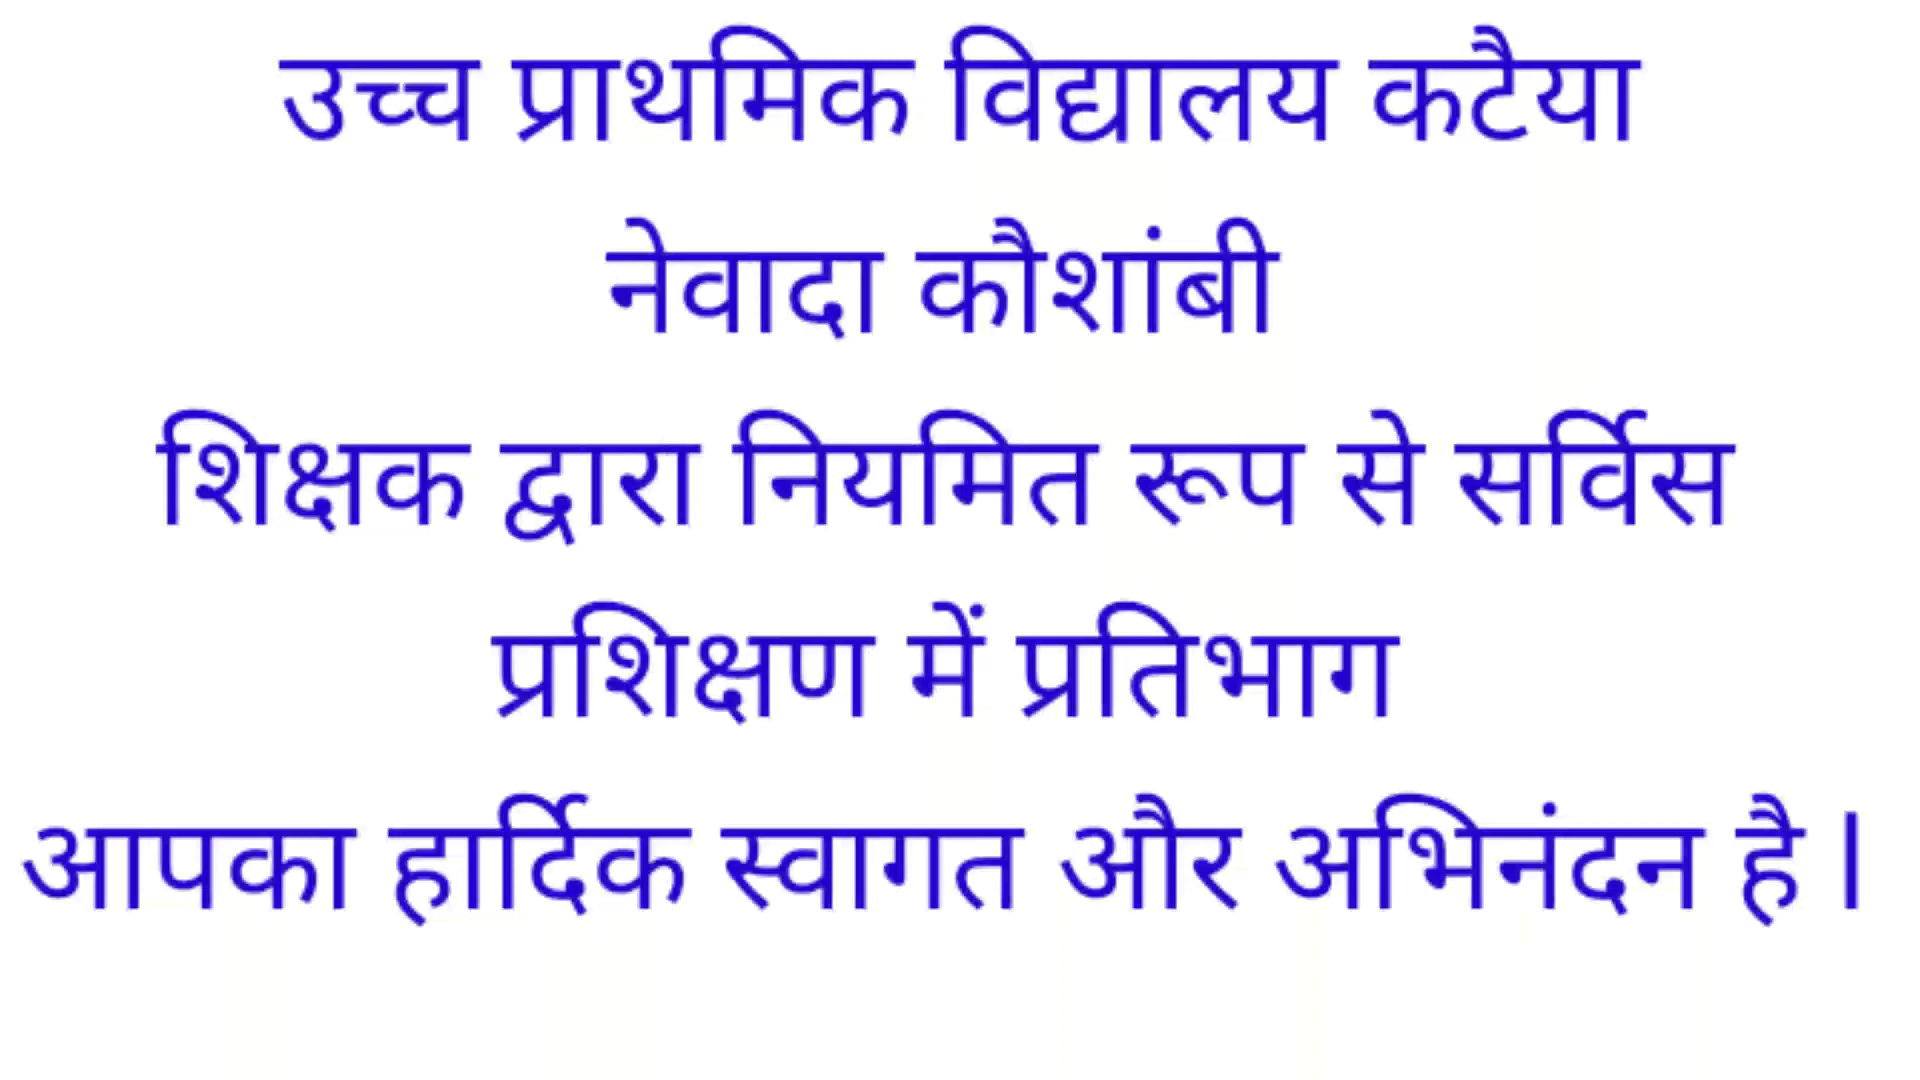 उच्च प्राथमिक विद्यालय कटैया
नेवादा कौशांबी
शिक्षक द्वारा नियमित रूप से सर्विस
प्रशिक्षण में प्रतिभाग
आपका हार्दिक स्वागत और अभिनंदन है ।